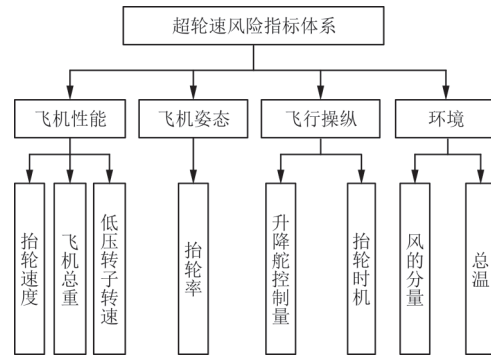 超轮速风险指标体系
飞机性能
飞机姿态
飞行操纵
环境
抬轮速度
飞机总重
低压转子转速
抬轮率
升降舵控制量
抬轮时机
风的分量
总温